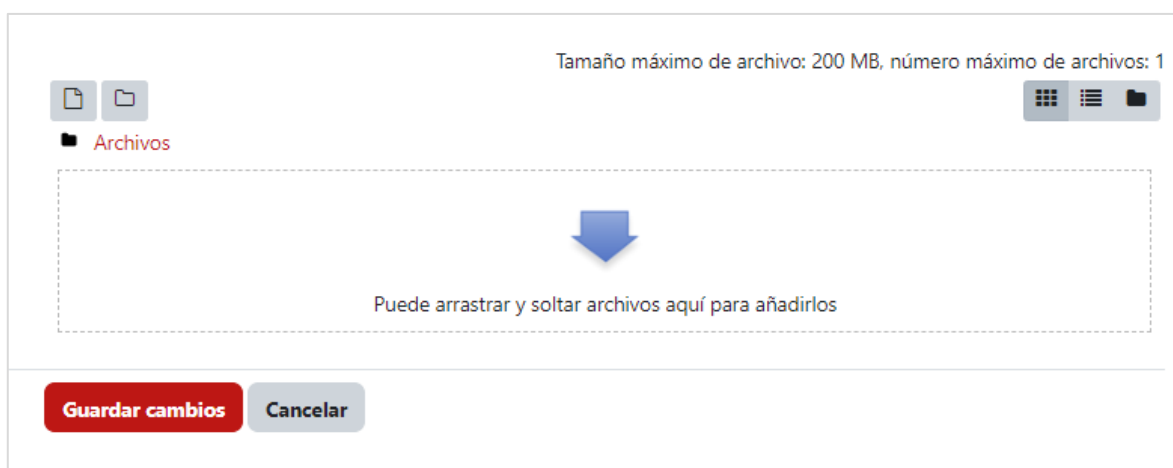 Tamaño máximo de archivo: 200 MB, número máximo de archivos: 1
Archivos
Puede arrastrar y soltar archivos aquí para añadirlos
Guardar cambios Cancelar